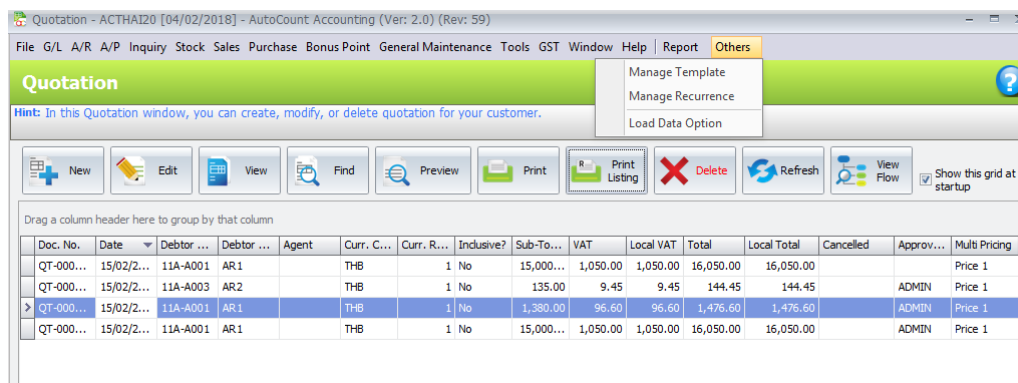 Quotation - ACTHAI20 [04/02/2018] - AutoCount Accounting (Ver: 2.0) (Rev: 59)
File G/L A/R A/P Inquiry Stock Sales Purchase Bonus Point General Maintenance Tools GST Window Help Report Others
Manage Template
Manage Recurrence
Load Data Option
Quotation
Hint: In this Quotation window, you can create, modify, or delete quotation for your customer.
New Edit View Find Preview Print Print Listing Delete Refresh View Flow Show this grid at startup
Drag a column header here to group by that column
Doc. No. Date Debtor ... Debtor ... Agent Curr. C... Curr. R... Inclusive? Sub-To... VAT Local VAT Total Local Total Cancelled Approv... Multi Pricing
QT-000... 15/02/2... 11A-A001 AR1 THB 1 No 15,000... 1,050.00 1,050.00 16,050.00 16,050.00 Price 1
QT-000... 15/02/2... 11A-A003 AR2 THB 1 No 135.00 9.45 9.45 144.45 144.45 ADMIN Price 1
QT-000... 15/02/2... 11A-A001 AR1 THB 1 No 1,380.00 96.60 96.60 1,476.60 1,476.60 ADMIN Price 1
QT-000... 15/02/2... 11A-A001 AR1 THB 1 No 15,000... 1,050.00 1,050.00 16,050.00 16,050.00 ADMIN Price 1